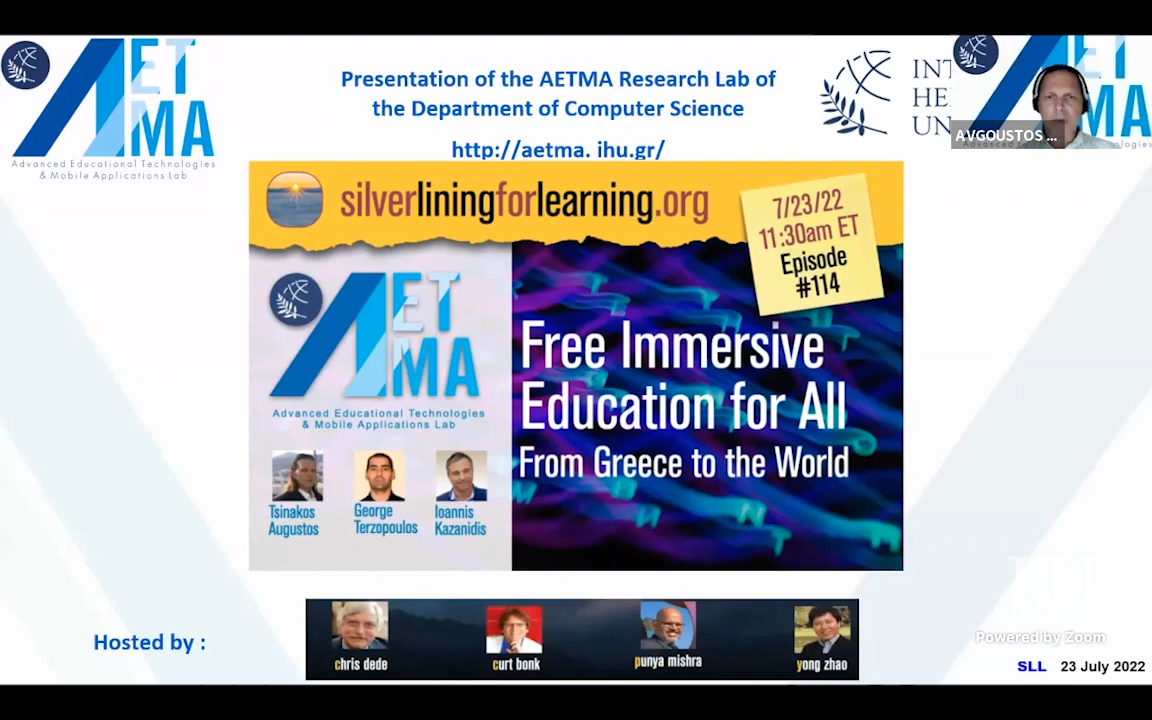 AETMA
Advanced Educational Technologies
& Mobile Applications Lab
Presentation of the AETMA Research Lab of
the Department of Computer Science
http://aetma. ihu.gr/
INT
HE
UN
AVGOUSTOS ...
ET
MA
silverliningforlearning.org
7/23/22
11:30am ET
Episode
#114
AETMA
Advanced Educational Technologies
& Mobile Applications Lab
Free Immersive
Education for All
From Greece to the World
Tsinakos
Augustos
George
Terzopoulos
Ioannis
Kazanidis
Hosted by :
chris dede
curt bonk
punya mishra
yong zhao
KU
Powered by Zoom
SLL 23 July 2022